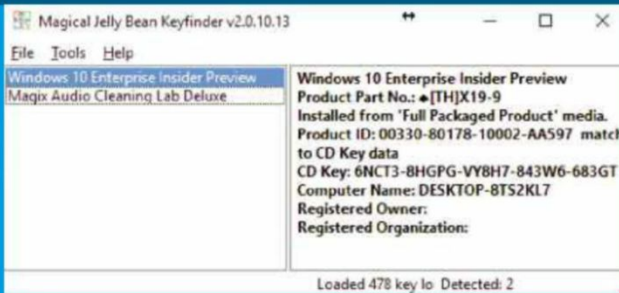 Magical Jelly Bean Keyfinder v2.0.10.13
File Tools Help
Windows 10 Enterprise Insider Preview
Magix Audio Cleaning Lab Deluxe
Windows 10 Enterprise Insider Preview
Product Part No.: ♠[TH]X19-9
Installed from 'Full Packaged Product' media.
Product ID: 00330-80178-10002-AA597 match
to CD Key data
CD Key: 6NCT3-8HGPG-VY8H7-843W6-683GT
Computer Name: DESKTOP-8TS2KL7
Registered Owner:
Registered Organization:
Loaded 478 key lo Detected: 2